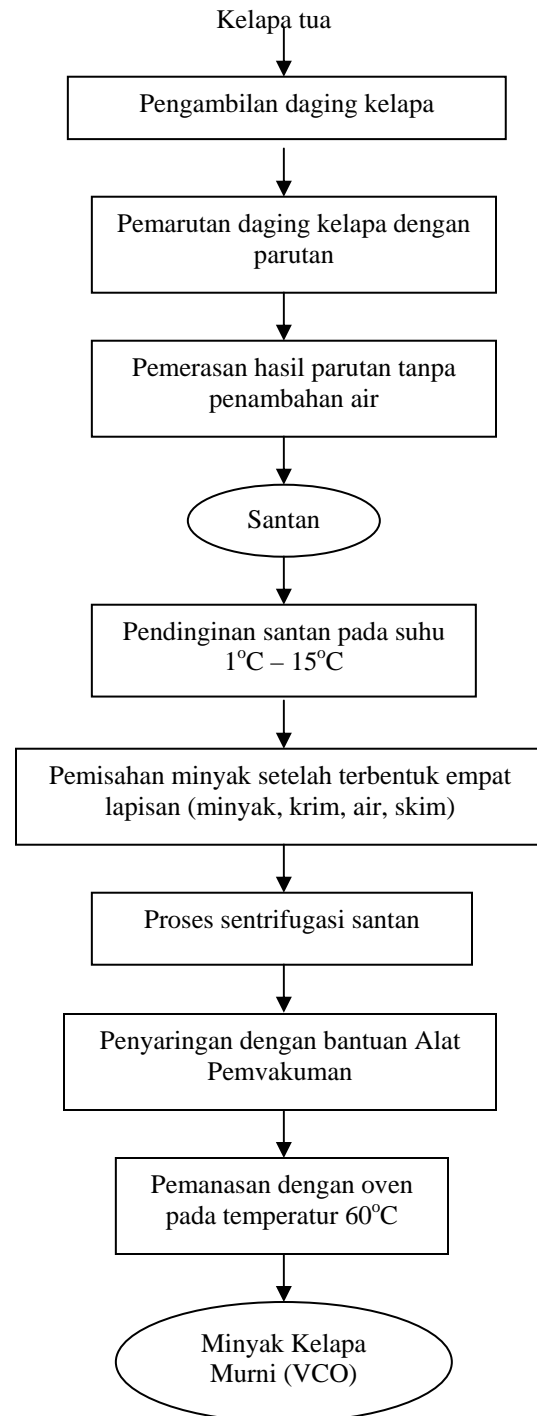 Kelapa tua
Pengambilan daging kelapa
Pemarutan daging kelapa dengan
parutan
Pemerasan hasil parutan tanpa
penambahan air
Santan
Pendinginan santan pada suhu
1°C – 15°C
Pemisahan minyak setelah terbentuk empat
lapisan (minyak, krim, air, skim)
Proses sentrifugasi santan
Penyaringan dengan bantuan Alat
Pemvakuman
Pemanasan dengan oven
pada temperatur 60°C
Minyak Kelapa
Murni (VCO)